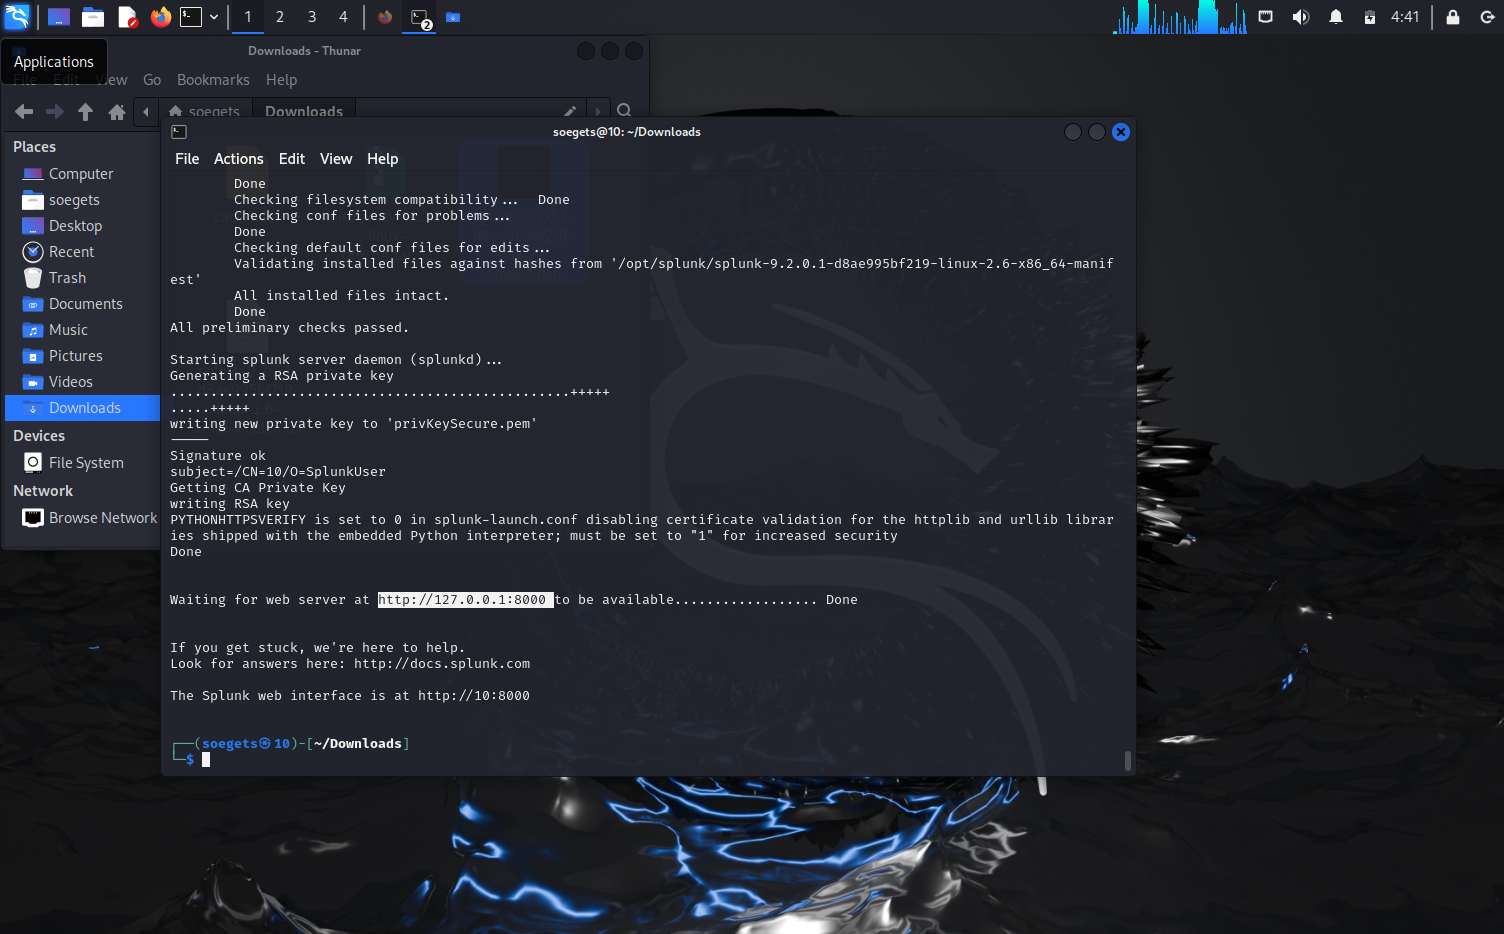 1 2 3 4
2
4:41
Downloads - Thunar
Applications
File Edit View Go Bookmarks Help
soegets Downloads
Places
Computer
soegets
Desktop
Recent
Trash
Documents
Music
Pictures
Videos
Downloads
Devices
File System
Network
Browse Network
soegets@10: ~/Downloads
File Actions Edit View Help
Done
Checking filesystem compatibility... Done
Checking conf files for problems...
Done
Checking default conf files for edits...
Validating installed files against hashes from '/opt/splunk/splunk-9.2.0.1-d8ae995bf219-linux-2.6-x86_64-manif
est'
All installed files intact.
Done
All preliminary checks passed.
Starting splunk server daemon (splunkd)...
Generating a RSA private key
..................................................+++++
.....+++++
writing new private key to 'privKeySecure.pem'
-----
Signature ok
subject=/CN=10/O=SplunkUser
Getting CA Private Key
writing RSA key
PYTHONHTTPSVERIFY is set to 0 in splunk-launch.conf disabling certificate validation for the httplib and urllib librar
ies shipped with the embedded Python interpreter; must be set to "1" for increased security
Done
Waiting for web server at http://127.0.0.1:8000 to be available.................. Done
If you get stuck, we're here to help.
Look for answers here: http://docs.splunk.com
The Splunk web interface is at http://10:8000
┌──(soegets㉿10)-[~/Downloads]
└─$